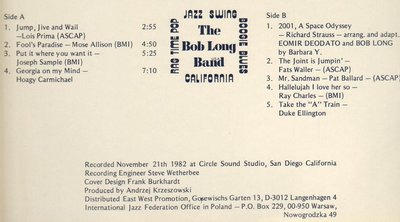 Side A
1. Jump, Jive and Wail 2:55
—Lois Prima (ASCAP)
2. Fool's Paradise — Mose Allison (BMI) 4:50
3. Put it where you want it — 5:25
Joseph Sample (BMI)
4. Georgia on my Mind — 7:10
Hoagy Carmichael
JAZZ SWING
RAG TIME POP
The
Bob Long
Band
BOOGIE BLUES
CALIFORNIA
Side B
1. 2001, A Space Odyssey
— Richard Strauss — arrang, and adapt.
EOMIR DEODATO and BOB LONG
by Barbara Y.
2. The Joint is Jumpin' —
Fats Waller — (ASCAP)
3. Mr. Sandman — Pat Ballard — (ASCAP)
4. Hallelujah I love her so —
Ray Charles — (BMI)
5. Take the "A" Train —
Duke Ellington
Recorded November 21th 1982 at Circle Sound Studio, San Diego California
Recording Engineer Steve Wetherbee
Cover Design Frank Burkhardt
Produced by Andrzej Krzeszowski
Distributed East West Promotion, Gosewischs Garten 13, D-3012 Langenhagen 4
International Jazz Federation Office in Poland — P.O. Box 229, 00-950 Warsaw,
Nowogrodzka 49